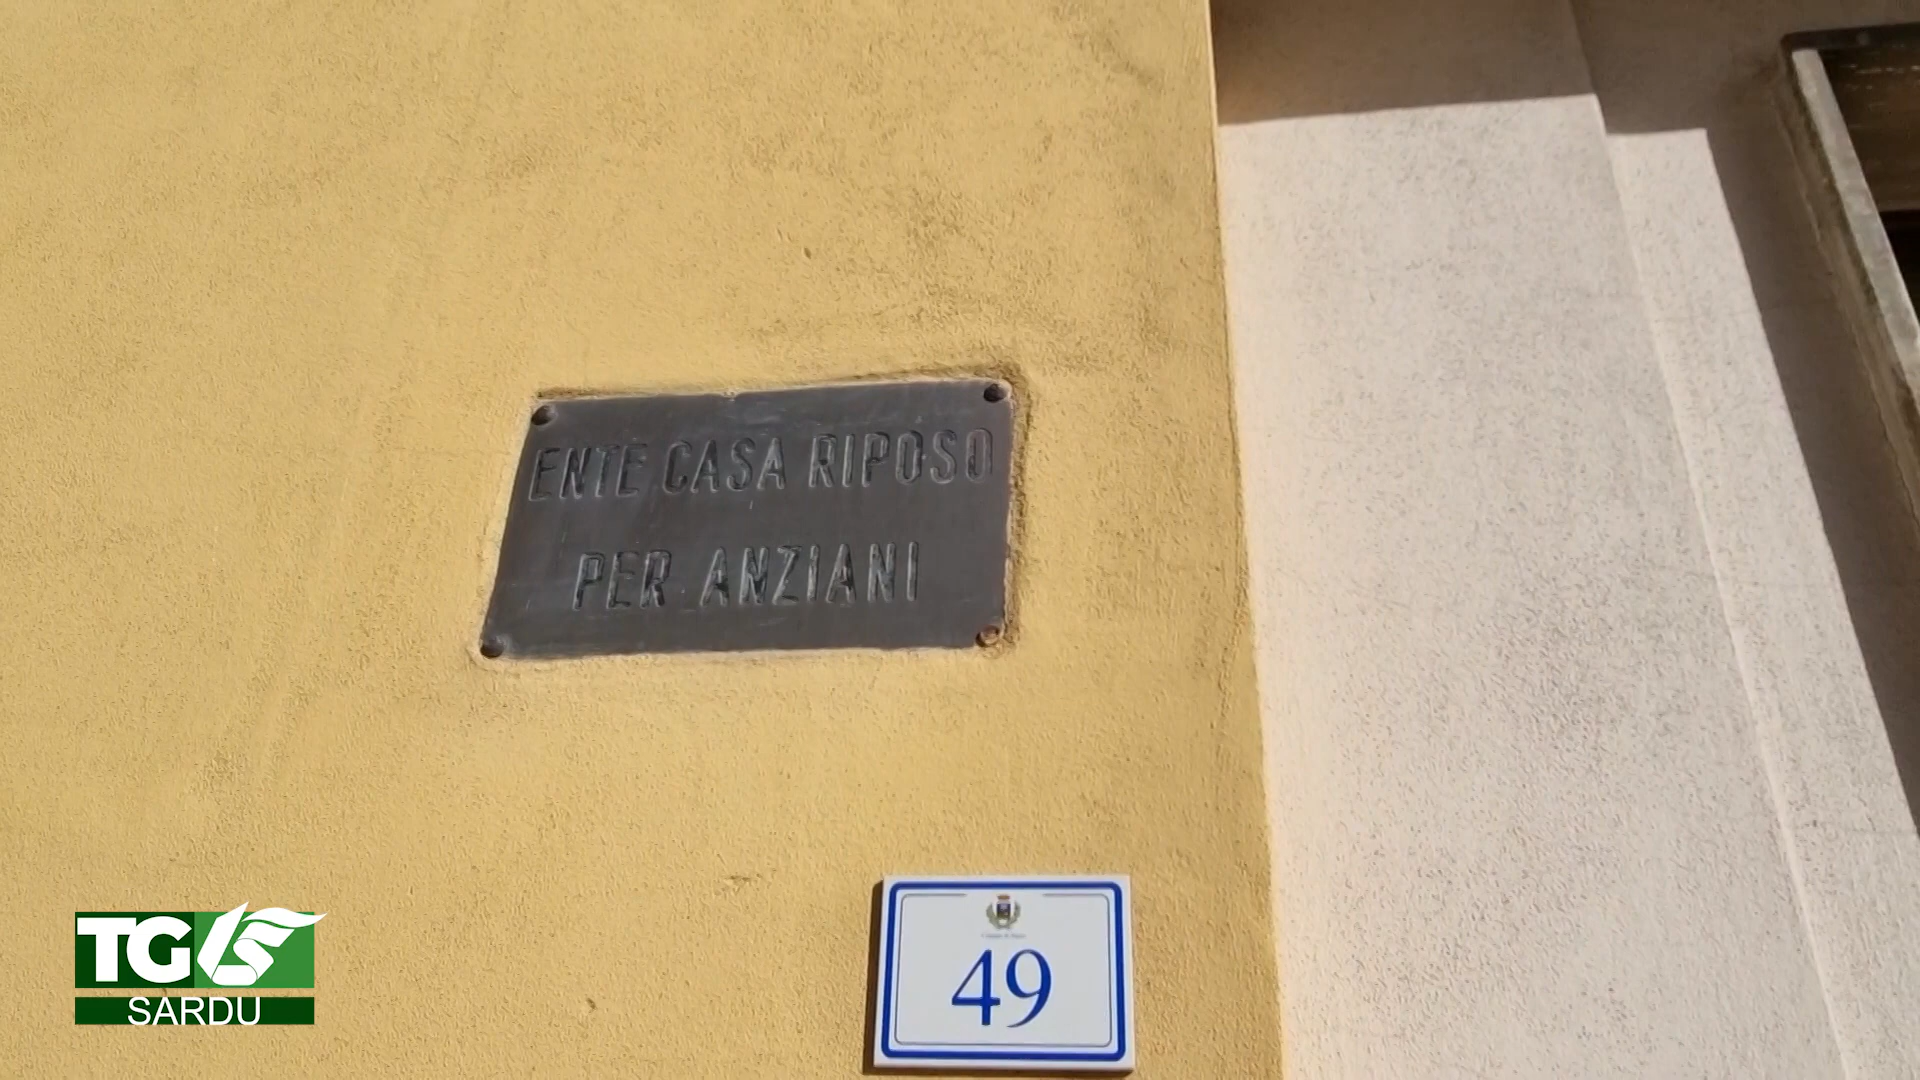 ENTE CASA RIPOSO
PER ANZIANI
49
TG
SARDU